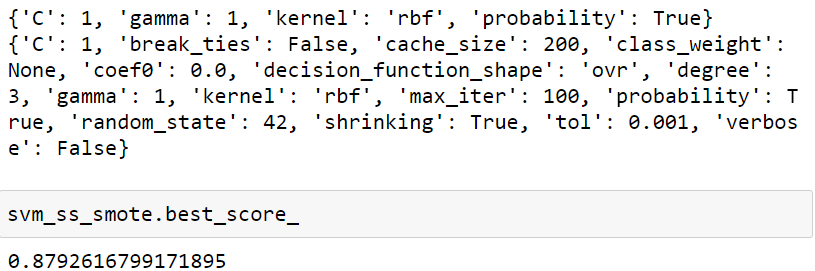 {'C': 1, 'gamma': 1, 'kernel': 'rbf', 'probability': True}
{'C': 1, 'break_ties': False, 'cache_size': 200, 'class_weight':
None, 'coef0': 0.0, 'decision_function_shape': 'ovr', 'degree':
3, 'gamma': 1, 'kernel': 'rbf', 'max_iter': 100, 'probability': T
rue, 'random_state': 42, 'shrinking': True, 'tol': 0.001, 'verbos
e': False}
svm_ss_smote.best_score_
0.8792616799171895